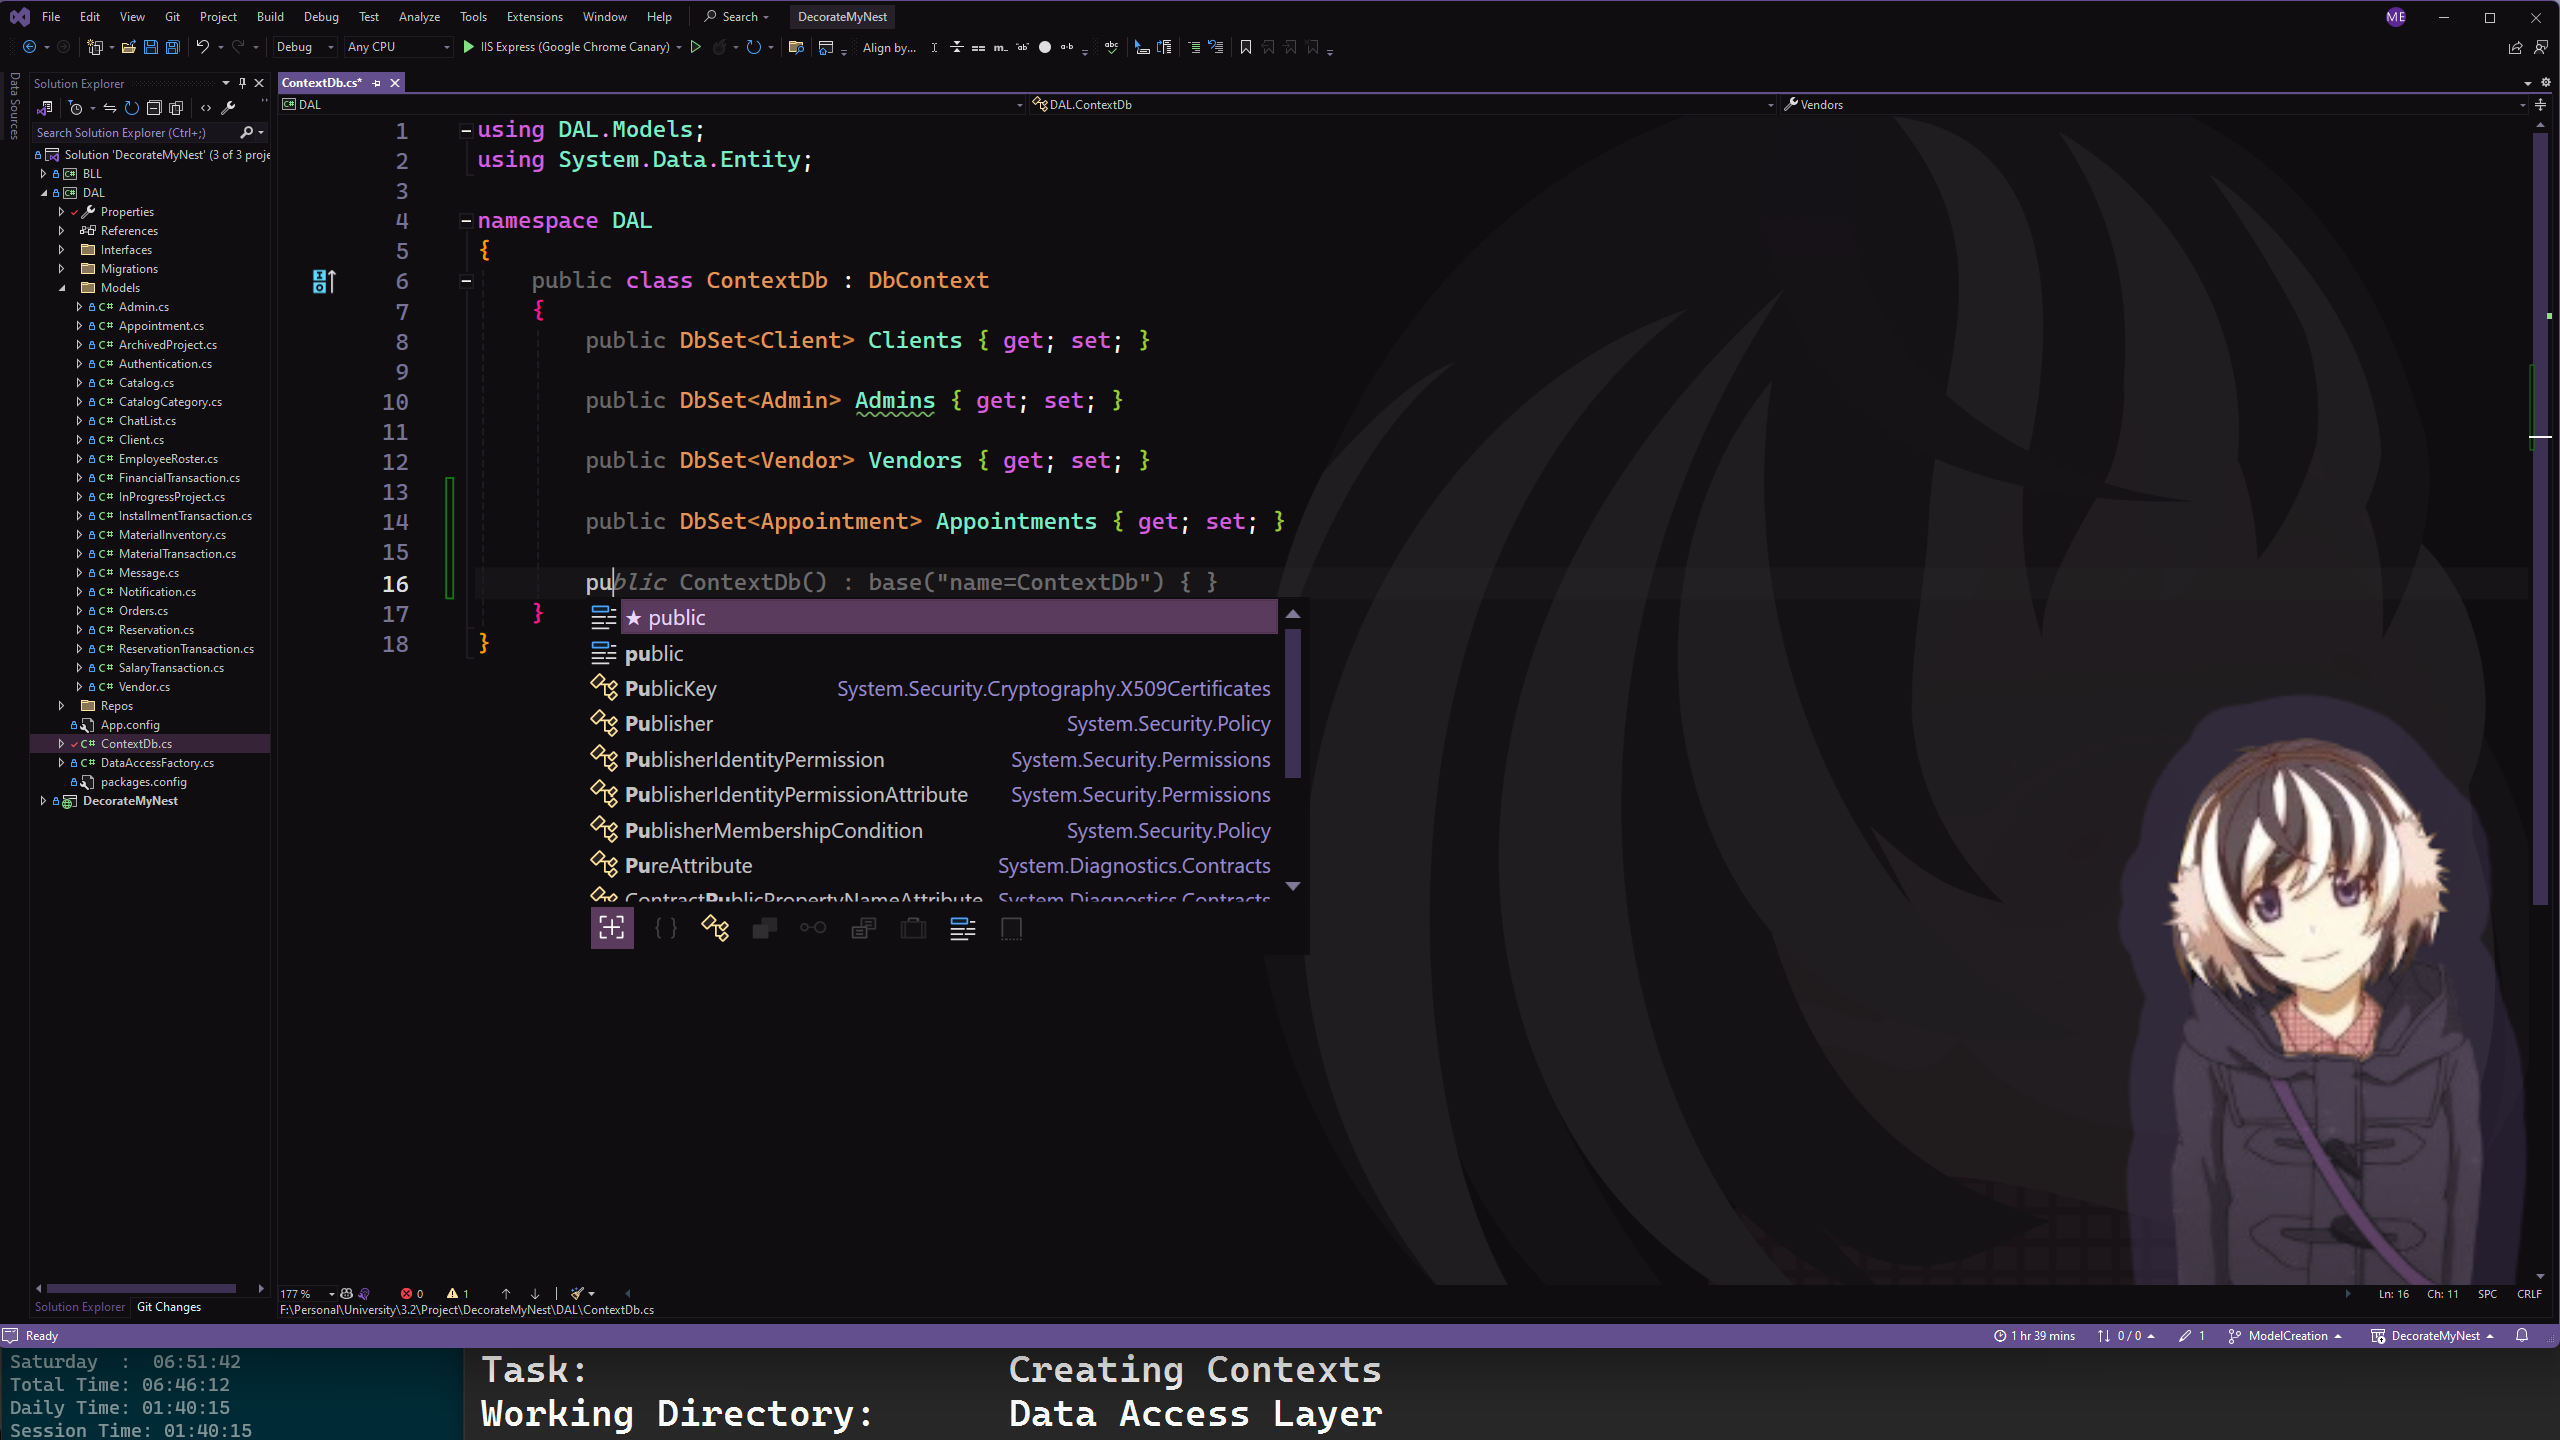 File Edit View Git Project Build Debug Test Analyze Tools Extensions Window Help Search DecorateMyNest ME
Debug Any CPU IIS Express (Google Chrome Canary) Align by...
Data Sources
Solution Explorer
Search Solution Explorer (Ctrl+;)
Solution 'DecorateMyNest' (3 of 3 proje
BLL
DAL
Properties
References
Interfaces
Migrations
Models
C# Admin.cs
C# Appointment.cs
C# ArchivedProject.cs
C# Authentication.cs
C# Catalog.cs
C# CatalogCategory.cs
C# ChatList.cs
C# Client.cs
C# EmployeeRoster.cs
C# FinancialTransaction.cs
C# InProgressProject.cs
C# InstallmentTransaction.cs
C# MaterialInventory.cs
C# MaterialTransaction.cs
C# Message.cs
C# Notification.cs
C# Orders.cs
C# Reservation.cs
C# ReservationTransaction.cs
C# SalaryTransaction.cs
C# Vendor.cs
Repos
App.config
C# ContextDb.cs
C# DataAccessFactory.cs
packages.config
DecorateMyNest
Solution Explorer Git Changes
ContextDb.cs*
DAL DAL.ContextDb Vendors
1 using DAL.Models;
2 using System.Data.Entity;
3
4 namespace DAL
5 {
6 public class ContextDb : DbContext
7 {
8 public DbSet<Client> Clients { get; set; }
9
10 public DbSet<Admin> Admins { get; set; }
11
12 public DbSet<Vendor> Vendors { get; set; }
13
14 public DbSet<Appointment> Appointments { get; set; }
15
16 public ContextDb() : base("name=ContextDb") { }
17 }
18 }
★ public
public
PublicKey System.Security.Cryptography.X509Certificates
Publisher System.Security.Policy
PublisherIdentityPermission System.Security.Permissions
PublisherIdentityPermissionAttribute System.Security.Permissions
PublisherMembershipCondition System.Security.Policy
PureAttribute System.Diagnostics.Contracts
ContractPublicPropertyNameAttribute System.Diagnostics.Contracts
177 % 0 1 Ln: 16 Ch: 11 SPC CRLF
F:\Personal\University\3.2\Project\DecorateMyNest\DAL\ContextDb.cs
Ready 1 hr 39 mins 0 / 0 1 ModelCreation DecorateMyNest
Saturday : 06:51:42
Total Time: 06:46:12
Daily Time: 01:40:15
Session Time: 01:40:15
Task: Creating Contexts
Working Directory: Data Access Layer